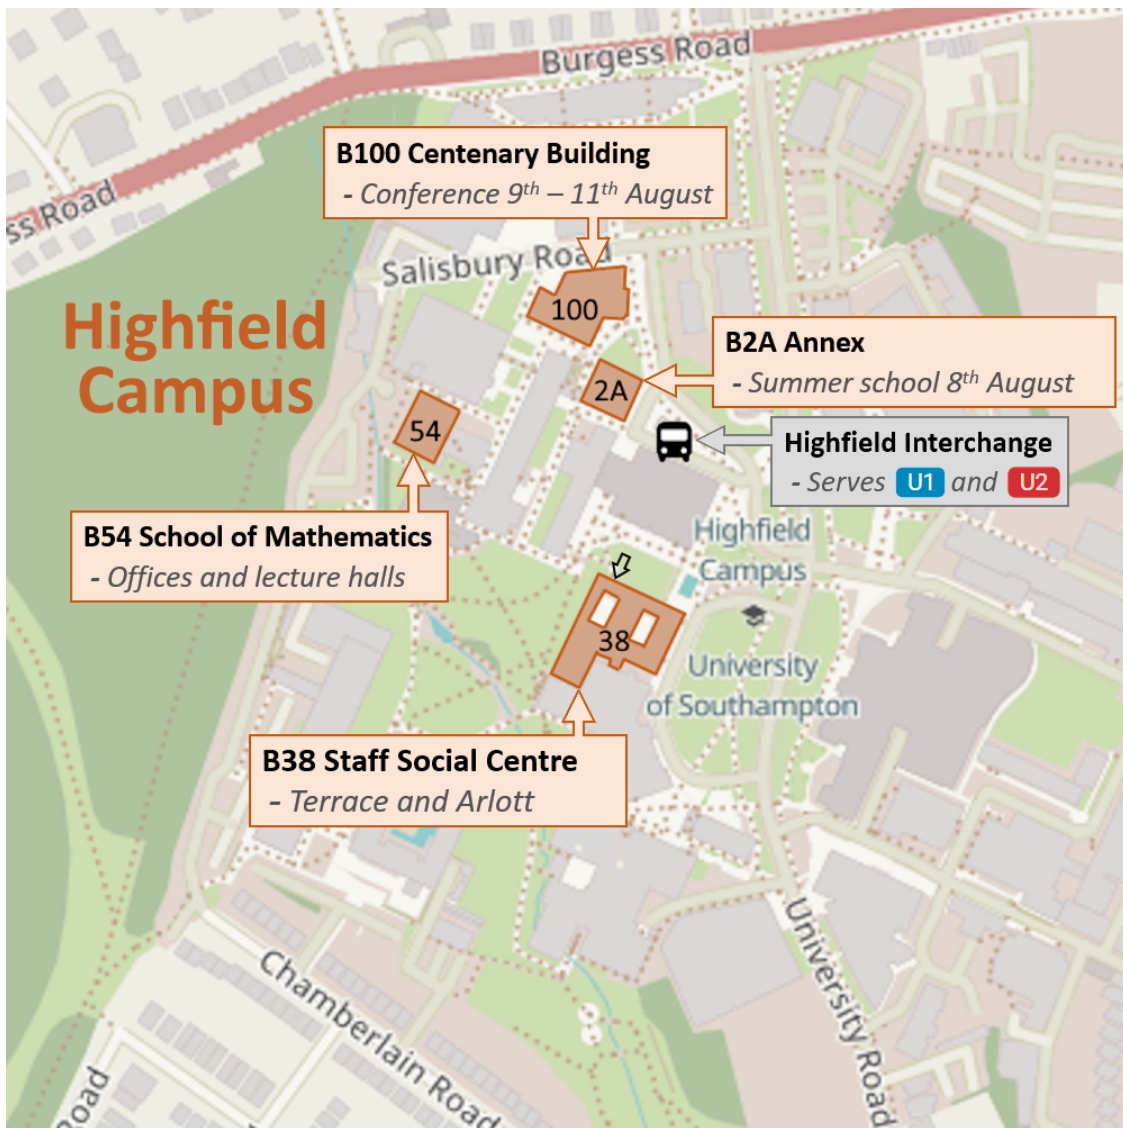 Burgess Road
B100 Centenary Building
- Conference 9th – 11th August
ss Road
Salisbury Road
100
Highfield
Campus
B2A Annex
- Summer school 8th August
2A
54
Highfield Interchange
- Serves U1 and U2
B54 School of Mathematics
- Offices and lecture halls
Highfield
Campus
38
University
of Southampton
B38 Staff Social Centre
- Terrace and Arlott
University Road
Chamberlain Road
Road